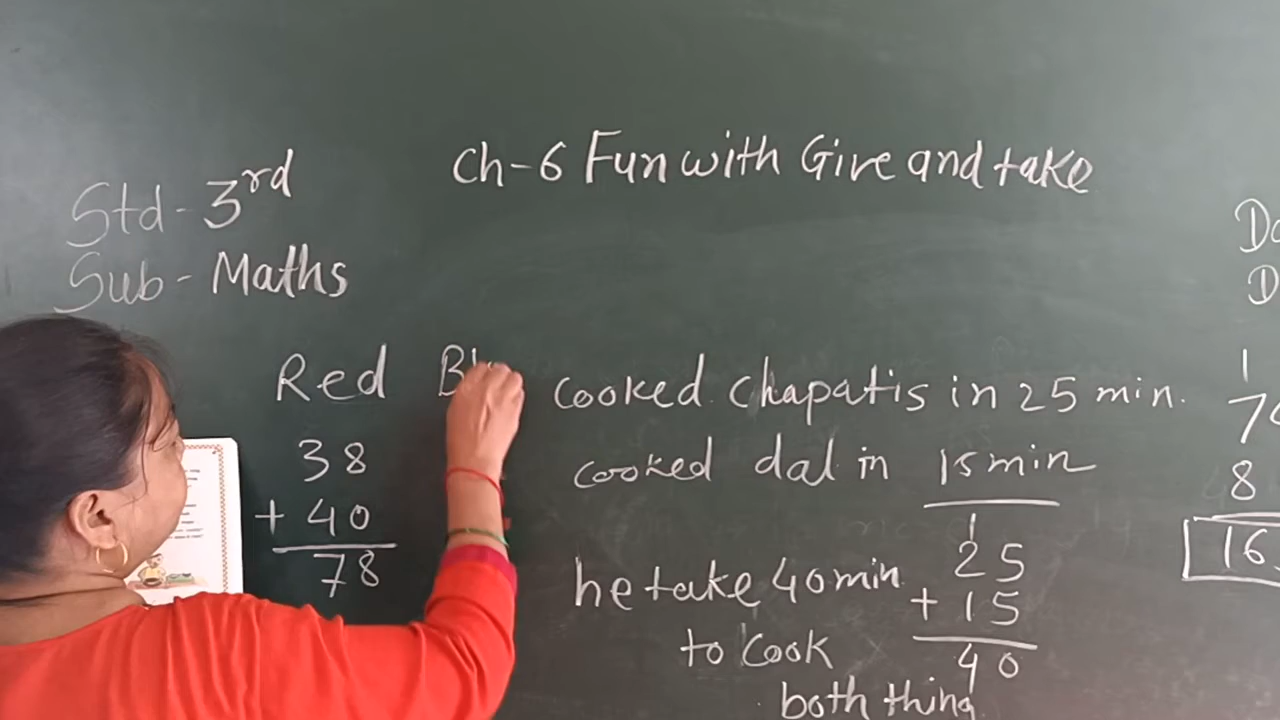 Ch-6 Fun with Give and take
Std- 3rd
Sub- Maths
Red
38
+ 40
78
cooked chapatis in 25 min.
cooked dal in 15 min
1
25
+ 15
40
he take 40 min
to cook
both thing
1
8
16